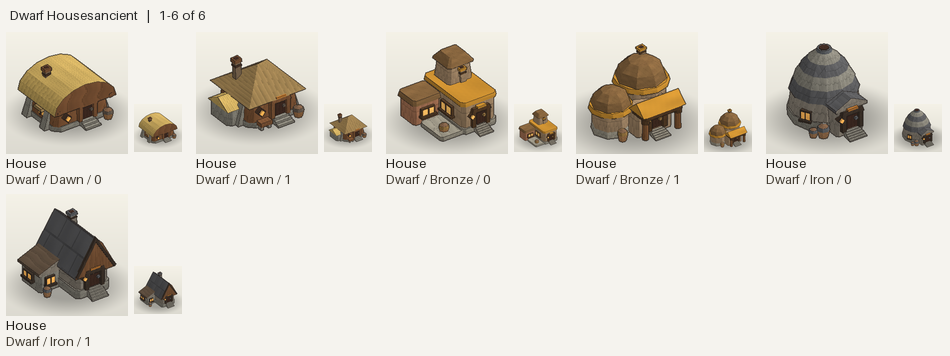 Dwarf Housesancient | 1-6 of 6
House
Dwarf / Dawn / 0
House
Dwarf / Dawn / 1
House
Dwarf / Bronze / 0
House
Dwarf / Bronze / 1
House
Dwarf / Iron / 0
House
Dwarf / Iron / 1